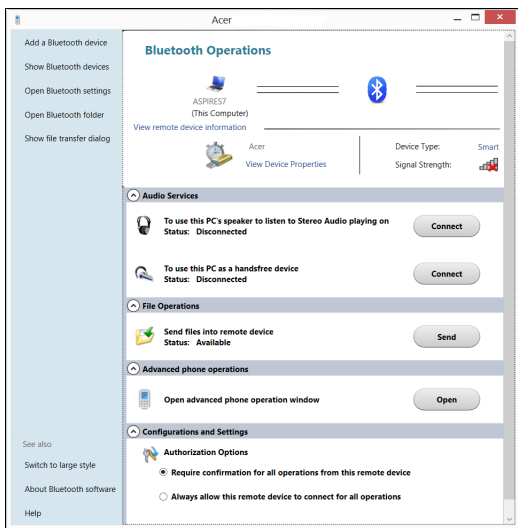 Acer
Add a Bluetooth device
Show Bluetooth devices
Open Bluetooth settings
Open Bluetooth folder
Show file transfer dialog
See also
Switch to large style
About Bluetooth software
Help
Bluetooth Operations
ASPIRES7
(This Computer)
View remote device information
Acer
View Device Properties
Device Type: Smart
Signal Strength:
Audio Services
To use this PC's speaker to listen to Stereo Audio playing on
Status: Disconnected
Connect
To use this PC as a handsfree device
Status: Disconnected
Connect
File Operations
Send files into remote device
Status: Available
Send
Advanced phone operations
Open advanced phone operation window
Open
Configurations and Settings
Authorization Options
Require confirmation for all operations from this remote device
Always allow this remote device to connect for all operations